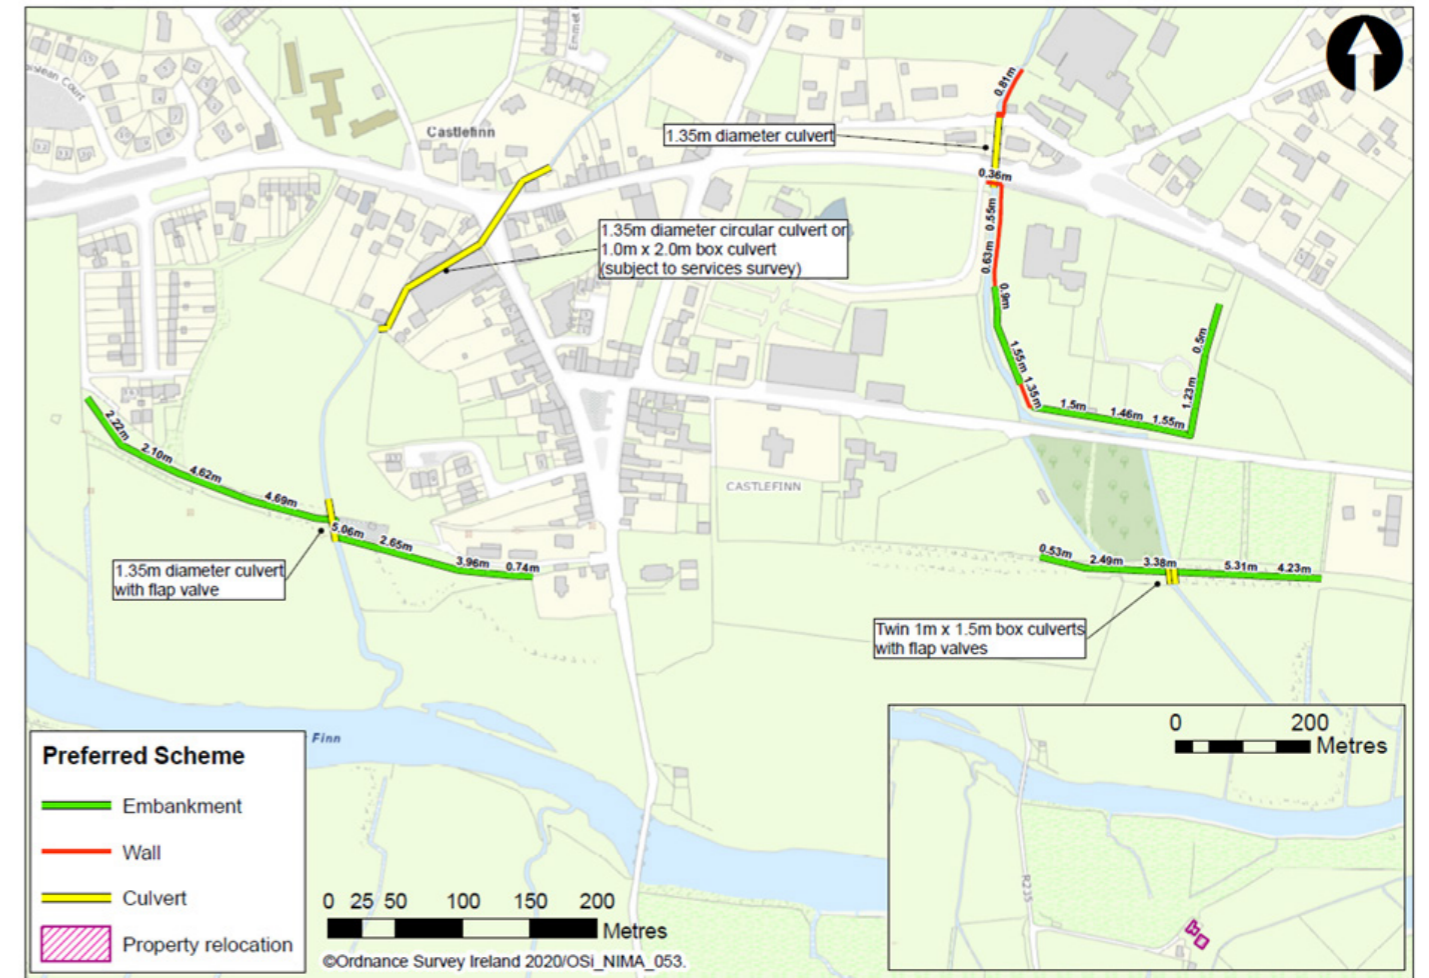 Emmet
oislean Court
Castlefinn
0.81m
1.35m diameter culvert
0.36m
0.55m
1.35m diameter circular culvert or
1.0m x 2.0m box culvert
(subject to services survey)
0.63m
0.9m
0.5m
1.55m
1.35m
1.23m
1.5m
1.46m
1.55m
2.22m
2.10m
4.62m
4.69m
CASTLEFINN
5.06m
2.65m
3.96m
0.74m
0.53m
2.49m
3.38m
5.31m
4.23m
1.35m diameter culvert
with flap valve
Twin 1m x 1.5m box culverts
with flap valves
Finn
Preferred Scheme
Embankment
Wall
Culvert
Property relocation
0 25 50 100 150 200
Metres
©Ordnance Survey Ireland 2020/OSi_NIMA_053.
0 200
Metres
R235